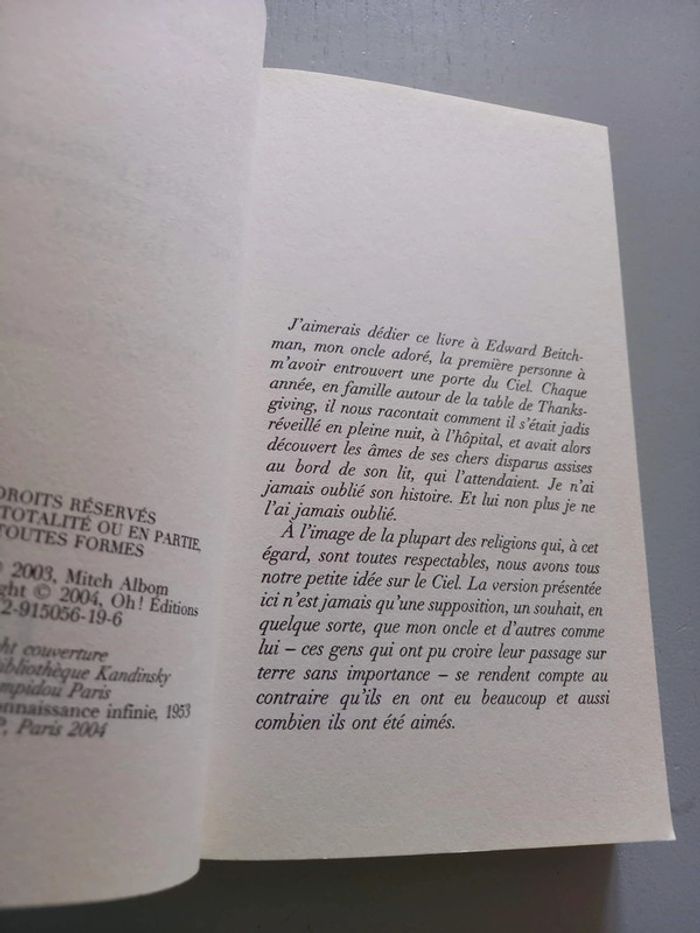 DROITS RÉSERVÉS
TOTALITÉ OU EN PARTIE,
TOUTES FORMES
© 2003, Mitch Albom
© 2004, Oh! Éditions
2-915056-19-6
couverture
Bibliothèque Kandinsky
Paris
infinie, 1953
Paris 2004
J'aimerais dédier ce livre à Edward Beitch-
man, mon oncle adoré, la première personne à
m'avoir entrouvert une porte du Ciel. Chaque
année, en famille autour de la table de Thanks-
giving, il nous racontait comment il s'était jadis
réveillé en pleine nuit, à l'hôpital, et avait alors
découvert les âmes de ses chers disparus assises
au bord de son lit, qui l'attendaient. Je n'ai
jamais oublié son histoire. Et lui non plus je ne
l'ai jamais oublié.
À l'image de la plupart des religions qui, à cet
égard, sont toutes respectables, nous avons tous
notre petite idée sur le Ciel. La version présentée
ici n'est jamais qu'une supposition, un souhait, en
quelque sorte, que mon oncle et d'autres comme
lui – ces gens qui ont pu croire leur passage sur
terre sans importance – se rendent compte au
contraire qu'ils en ont eu beaucoup et aussi
combien ils ont été aimés.